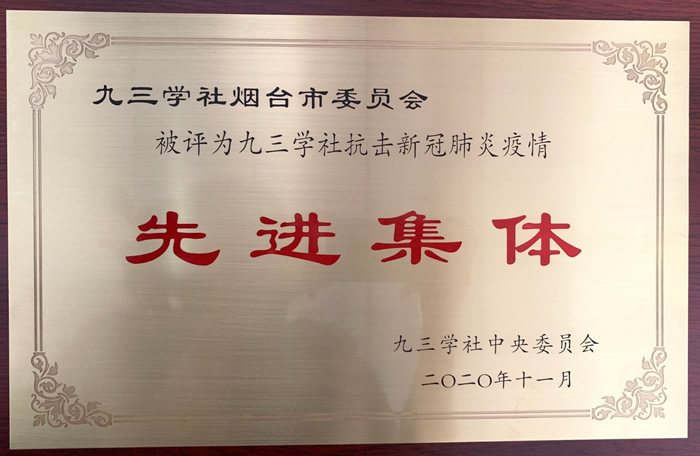 九三学社烟台市委员会
被评为九三学社抗击新冠肺炎疫情
先进集体
九三学社中央委员会
二〇二〇年十一月